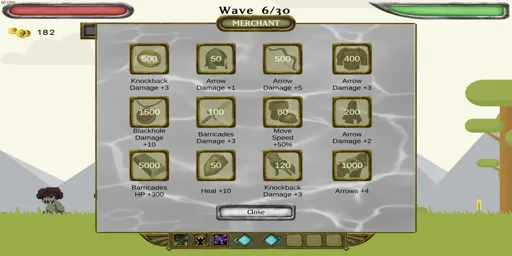 Wave 6/30
182
MERCHANT
500
Knockback
Damage +3
50
Arrow
Damage +1
500
Arrow
Damage +5
400
Arrow
Damage +3
1500
Blackhole
Damage
+10
100
Barricades
Damage +3
80
Move
Speed
+50%
200
Arrow
Damage +2
5000
Barricades
HP +300
50
Heal +10
120
Knockback
Damage +3
1000
Arrows +4
Close